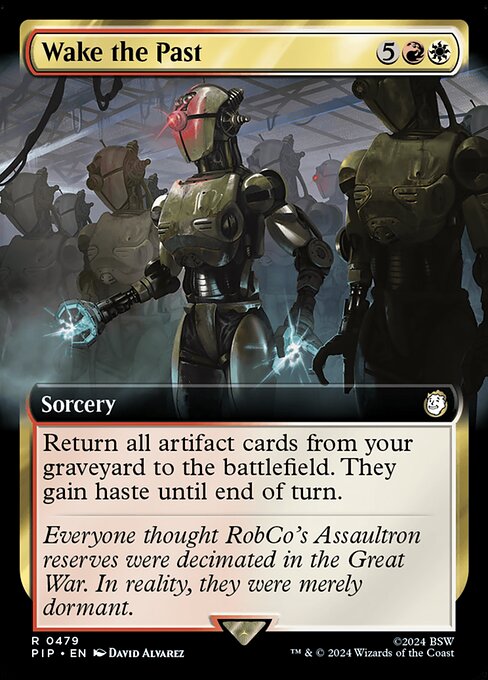 Wake the Past 5
Sorcery
Return all artifact cards from your
graveyard to the battlefield. They
gain haste until end of turn.
Everyone thought RobCo's Assaultron
reserves were decimated in the Great
War. In reality, they were merely
dormant.
R 0479 ©2024 BSW
PIP • EN David Alvarez ™ & © 2024 Wizards of the Coast